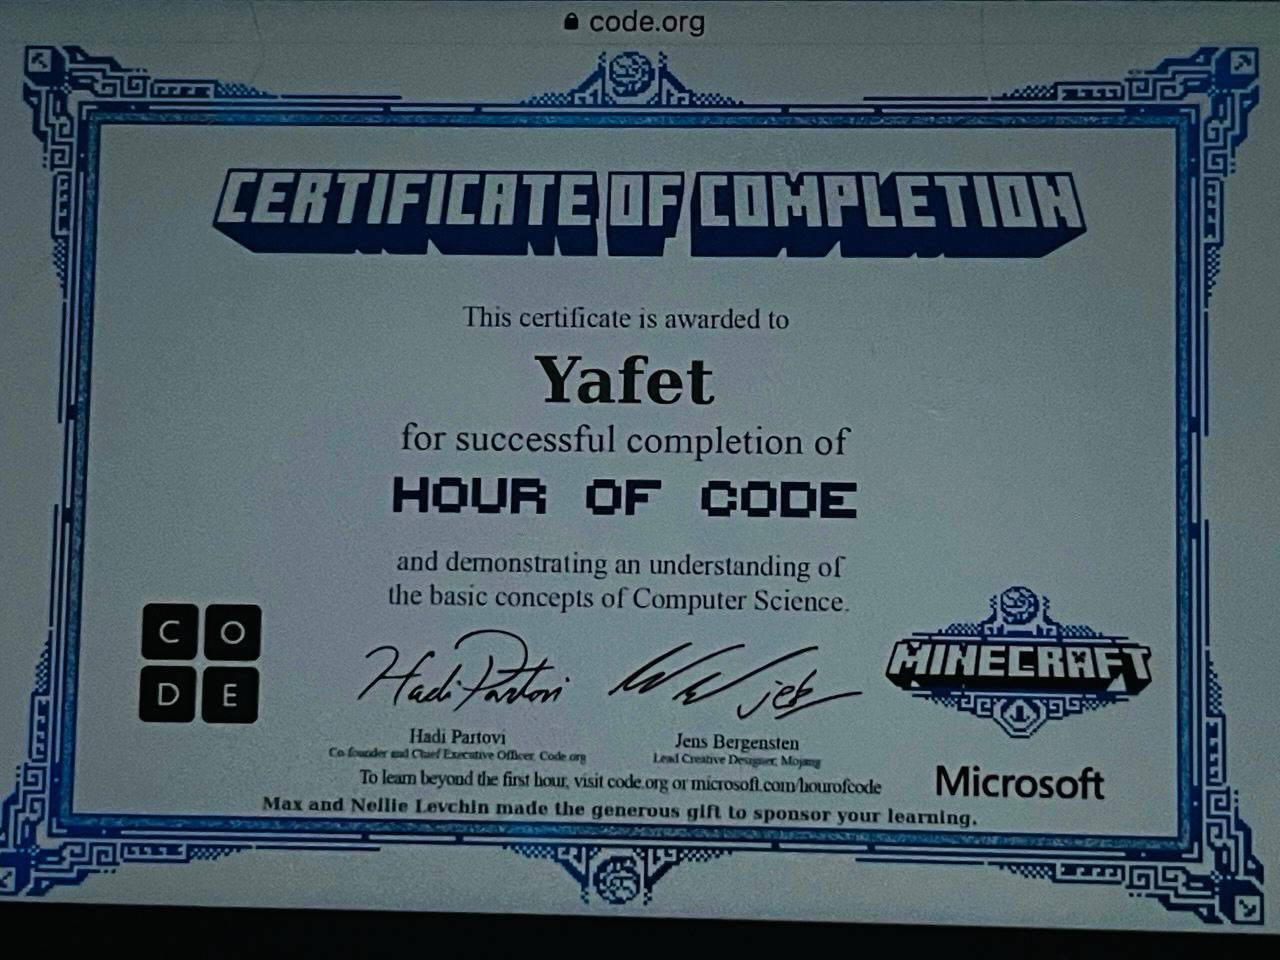 code.org
CERTIFICATE OF COMPLETION
This certificate is awarded to
Yafet
for successful completion of
HOUR OF CODE
and demonstrating an understanding of
the basic concepts of Computer Science.
CO
DE
Hadi Partovi
jeb
MINECRAFT
Hadi Partovi
Co-founder and Chief Executive Officer, Code.org
Jens Bergensten
Lead Creative Designer, Mojang
To learn beyond the first hour, visit code.org or microsoft.com/hourofcode
Microsoft
Max and Nellie Levchin made the generous gift to sponsor your learning.